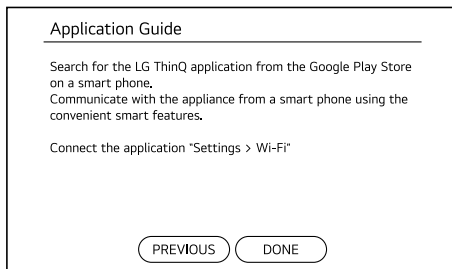 Application Guide
Search for the LG ThinQ application from the Google Play Store
on a smart phone.
Communicate with the appliance from a smart phone using the
convenient smart features.
Connect the application "Settings > Wi-Fi"
PREVIOUS DONE